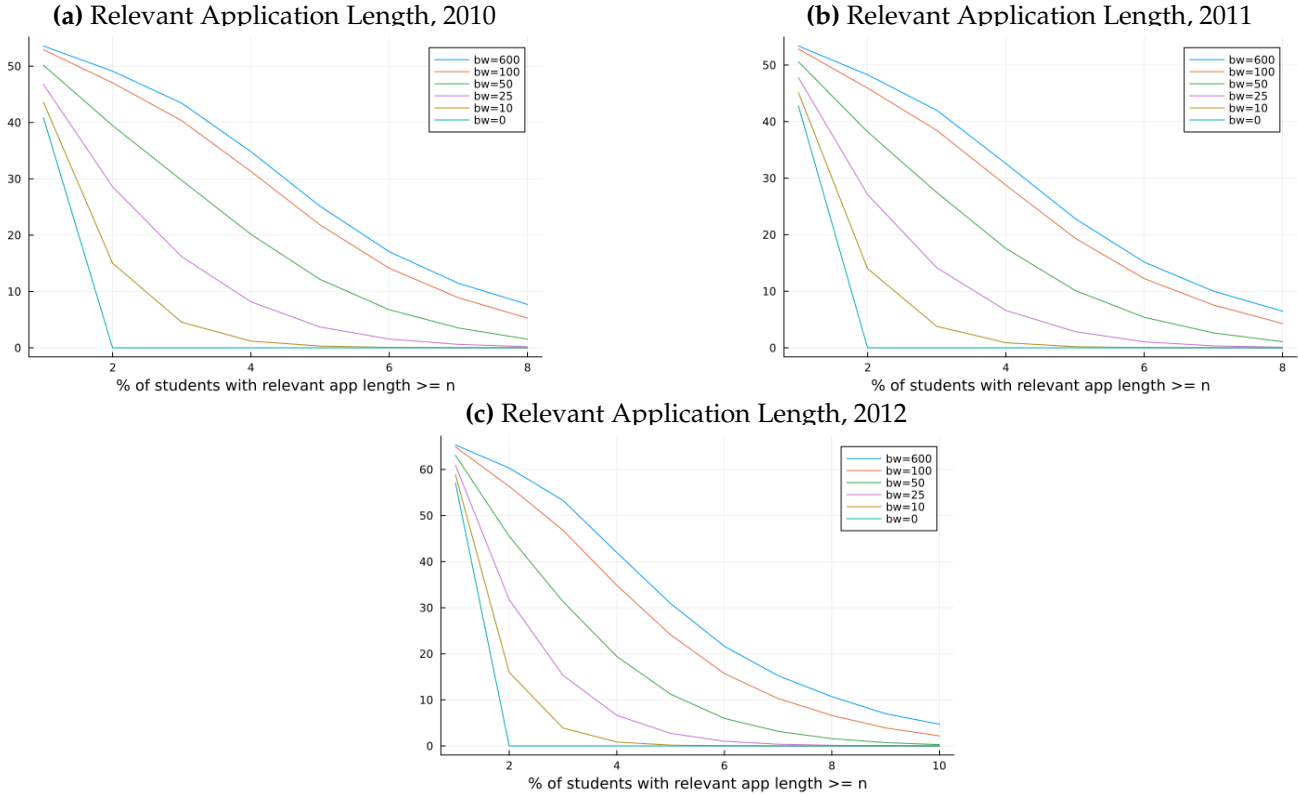 (a) Relevant Application Length, 2010
50
40
30
20
10
0
2
4
6
8
% of students with relevant app length >= n
bw=600
bw=100
bw=50
bw=25
bw=10
bw=0
(b) Relevant Application Length, 2011
50
40
30
20
10
0
2
4
6
8
% of students with relevant app length >= n
bw=600
bw=100
bw=50
bw=25
bw=10
bw=0
(c) Relevant Application Length, 2012
60
50
40
30
20
10
0
2
4
6
8
10
% of students with relevant app length >= n
bw=600
bw=100
bw=50
bw=25
bw=10
bw=0